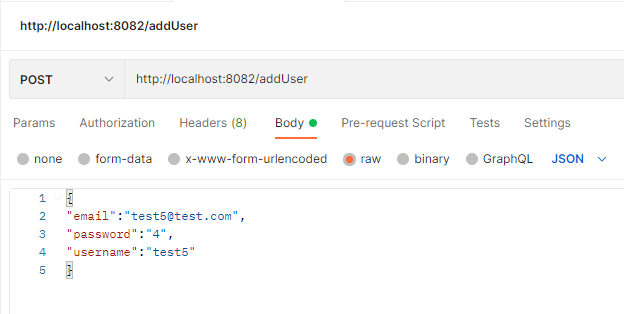 http://localhost:8082/addUser
POST http://localhost:8082/addUser
Params Authorization Headers (8) Body Pre-request Script Tests Settings
none form-data x-www-form-urlencoded raw binary GraphQL JSON
1 {
2 "email":"test5@test.com",
3 "password":"4",
4 "username":"test5"
5 }